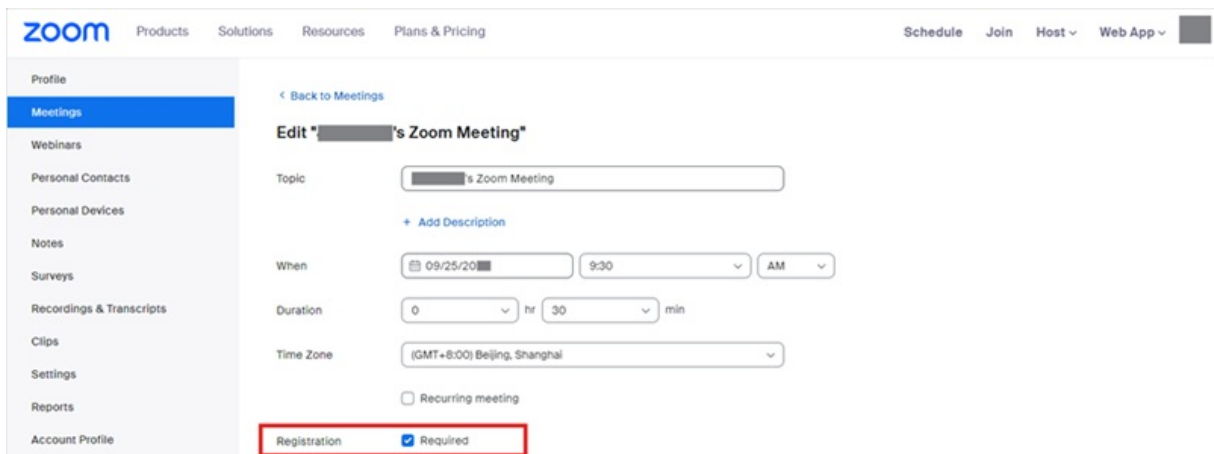 zoom Products Solutions Resources Plans & Pricing Schedule Join Host Web App
Profile
Meetings
Webinars
Personal Contacts
Personal Devices
Notes
Surveys
Recordings & Transcripts
Clips
Settings
Reports
Account Profile
< Back to Meetings
Edit " 's Zoom Meeting"
Topic 's Zoom Meeting
+ Add Description
When 09/25/20 9:30 AM
Duration 0 hr 30 min
Time Zone (GMT+8:00) Beijing, Shanghai
Recurring meeting
Registration Required